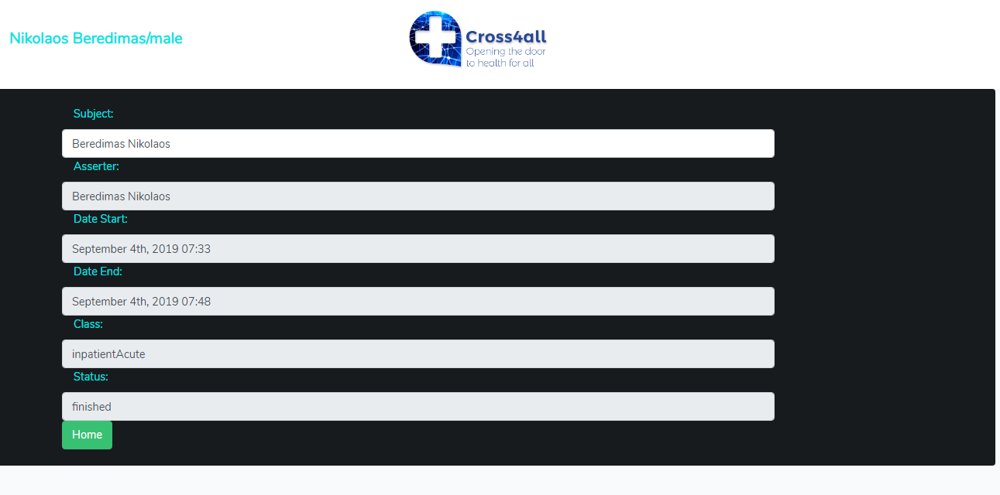 Nikolaos Beredimas/male
Cross4all
Opening the door
to health for all
Subject:
Beredimas Nikolaos
Asserter:
Beredimas Nikolaos
Date Start:
September 4th, 2019 07:33
Date End:
September 4th, 2019 07:48
Class:
inpatientAcute
Status:
finished
Home